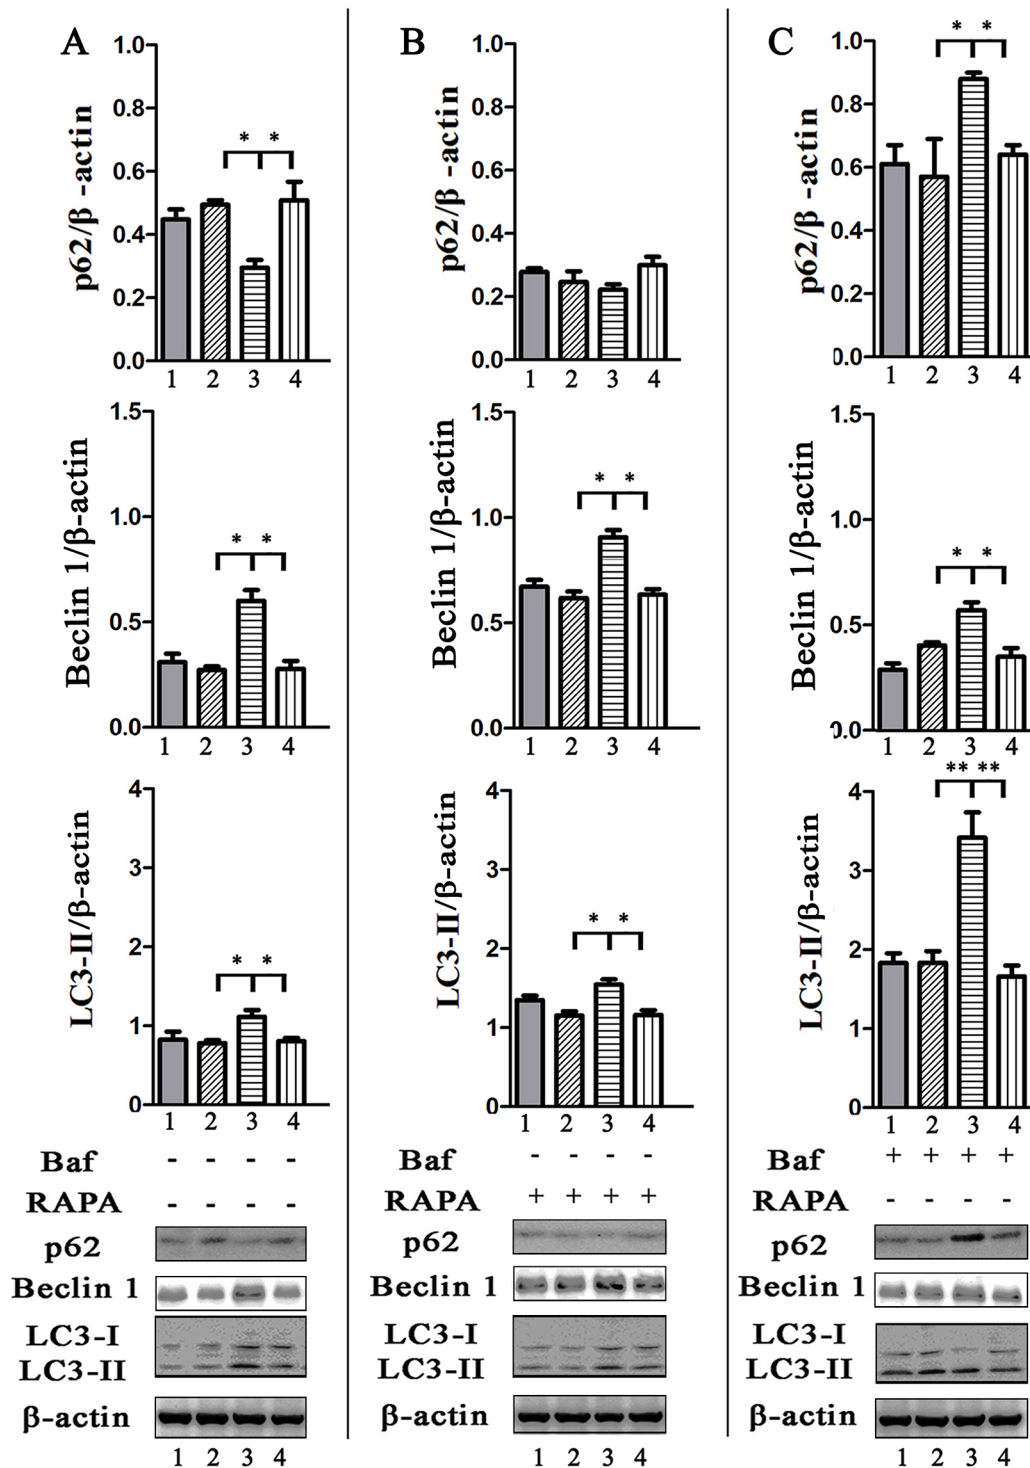 A
p62/β -actin
1.0
0.8
0.6
0.4
0.2
0.0
* *
1 2 3 4
Beclin 1/β-actin
1.5
1.0
0.5
0.0
* *
1 2 3 4
LC3-II/β-actin
4
3
2
1
0
* *
1 2 3 4
Baf - - - -
RAPA - - - -
p62
Beclin 1
LC3-I
LC3-II
β-actin
1 2 3 4
B
p62/β -actin
1.0
0.8
0.6
0.4
0.2
0.0
1 2 3 4
Beclin 1/β-actin
1.5
1.0
0.5
0.0
* *
1 2 3 4
LC3-II/β-actin
4
3
2
1
0
* *
1 2 3 4
Baf - - - -
RAPA + + + +
p62
Beclin 1
LC3-I
LC3-II
β-actin
1 2 3 4
C
p62/β -actin
1.0
0.8
0.6
0.4
0.2
0.0
* *
1 2 3 4
Beclin 1/β-actin
1.5
1.0
0.5
0.0
* *
1 2 3 4
LC3-II/β-actin
4
3
2
1
0
** **
1 2 3 4
Baf + + + +
RAPA - - - -
p62
Beclin 1
LC3-I
LC3-II
β-actin
1 2 3 4